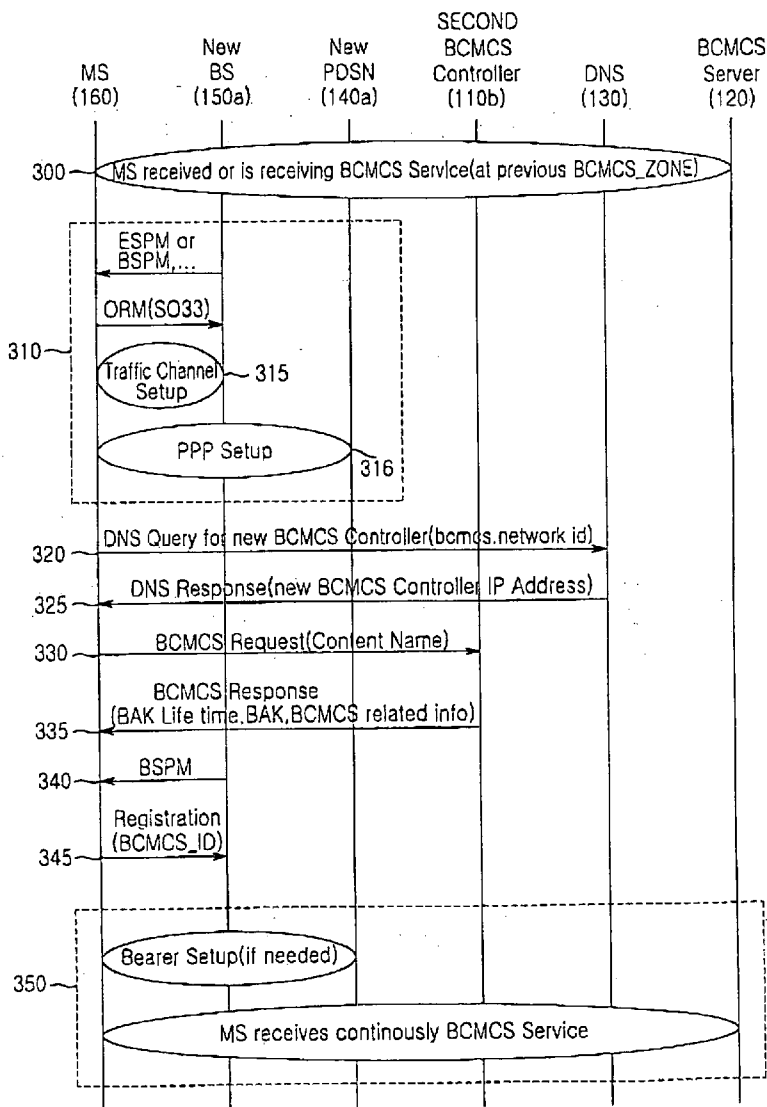 MS
(160)
New
BS
(150a)
New
PDSN
(140a)
SECOND
BCMCS
Controller
(110b)
DNS
(130)
BCMCS
Server
(120)
300
MS received or is receiving BCMCS Service(at previous BCMCS_ZONE)
310
ESPM or
BSPM,...
ORM(SO33)
Traffic Channel
Setup
315
PPP Setup
316
DNS Query for new BCMCS Controller(bcmcs.network id)
320
DNS Response(new BCMCS Controller IP Address)
325
BCMCS Request(Content Name)
330
BCMCS Response
(BAK Life time,BAK,BCMCS related info)
335
BSPM
340
Registration
(BCMCS_ID)
345
350
Bearer Setup(if needed)
MS receives continously BCMCS Service